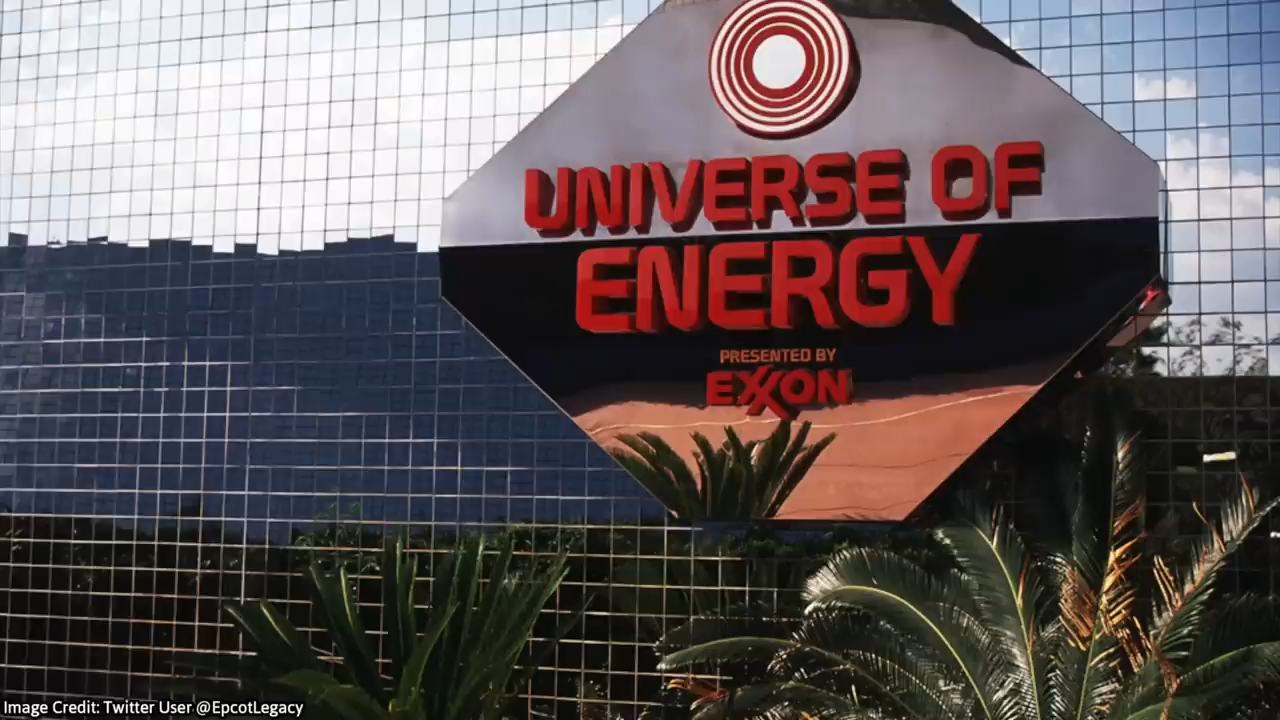 UNIVERSE OF
ENERGY
PRESENTED BY
EXXON
Image Credit: Twitter User @EpcotLegacy